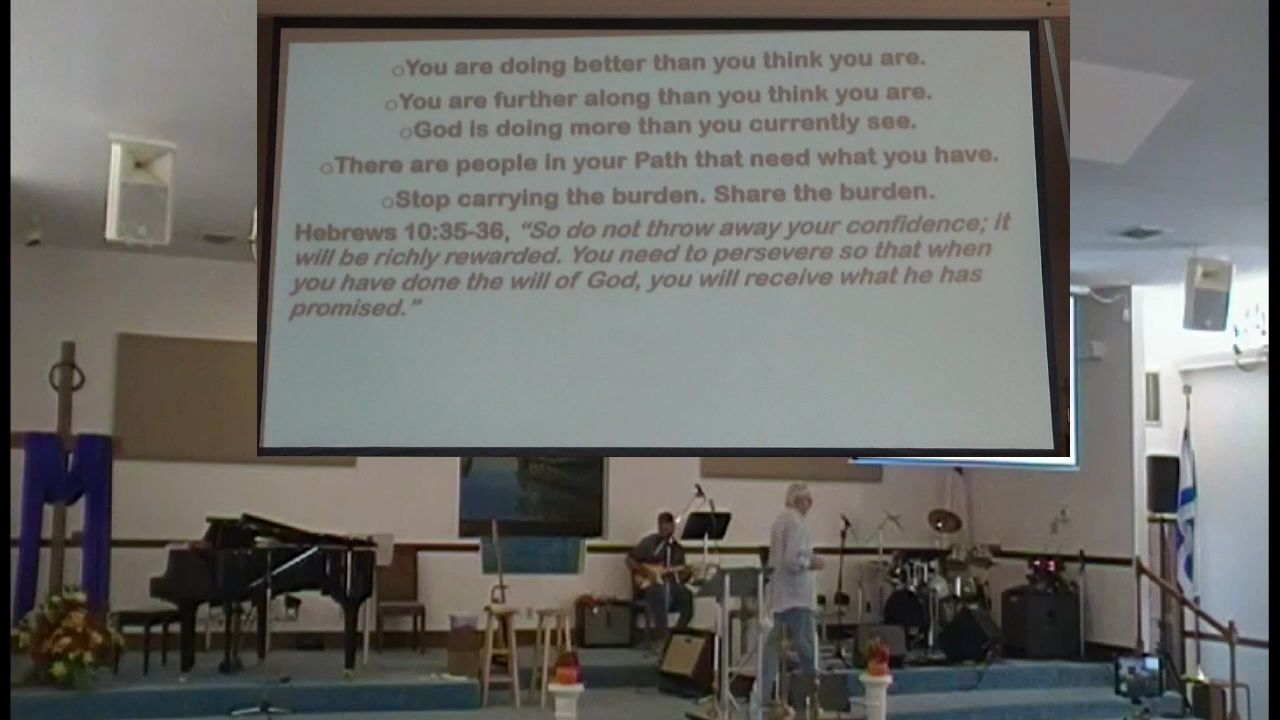 ○You are doing better than you think you are.
○You are further along than you think you are.
○God is doing more than you currently see.
○There are people in your Path that need what you have.
○Stop carrying the burden. Share the burden.
Hebrews 10:35-36, “So do not throw away your confidence; it
will be richly rewarded. You need to persevere so that when
you have done the will of God, you will receive what he has
promised.”